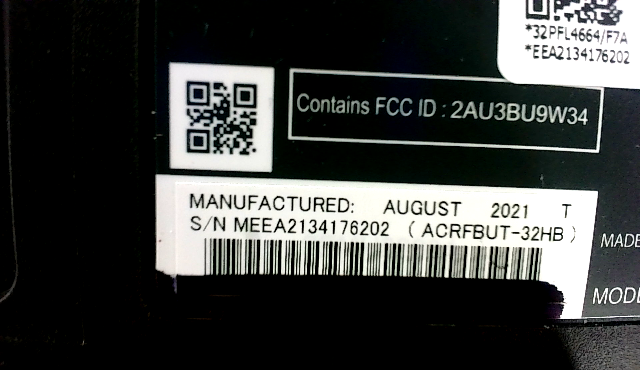 *32PFL4664/F7A
*EEA2134176202
Contains FCC ID : 2AU3BU9W34
MANUFACTURED: AUGUST 2021 T
S/N MEEA2134176202 ( ACRFBUT-32HB )
MADE
MODE